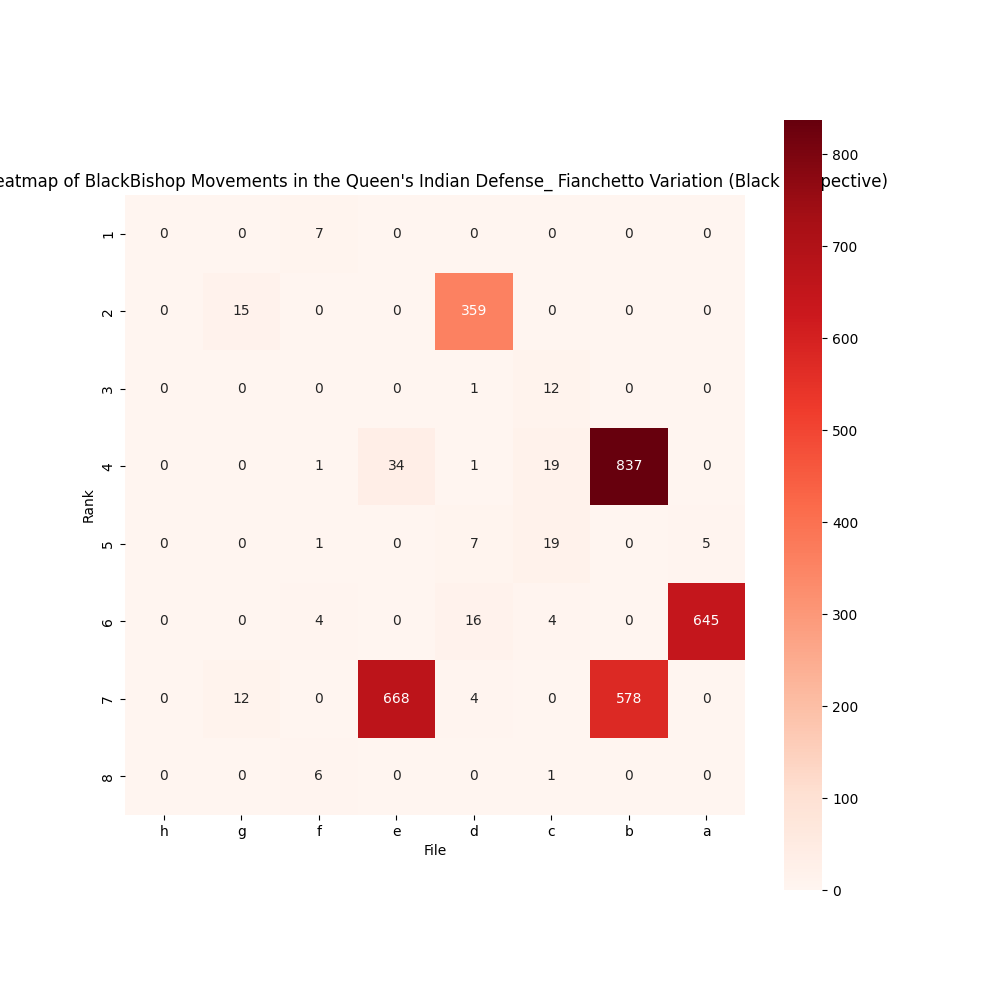 eatmap of BlackBishop Movements in the Queen's Indian Defense_ Fianchetto Variation (Black pective)
Rank
1 0 0 7 0 0 0 0 0
2 0 15 0 0 359 0 0 0
3 0 0 0 0 1 12 0 0
4 0 0 1 34 1 19 837 0
5 0 0 1 0 7 19 0 5
6 0 0 4 0 16 4 0 645
7 0 12 0 668 4 0 578 0
8 0 0 6 0 0 1 0 0
h g f e d c b a
File
800
700
600
500
400
300
200
100
0